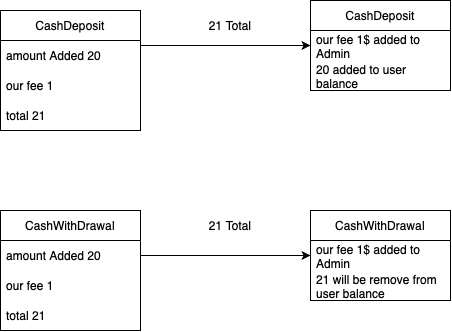 CashDeposit
amount Added 20
our fee 1
total 21
21 Total
CashDeposit
our fee 1$ added to
Admin
20 added to user
balance
CashWithDrawal
amount Added 20
our fee 1
total 21
21 Total
CashWithDrawal
our fee 1$ added to
Admin
21 will be remove from
user balance